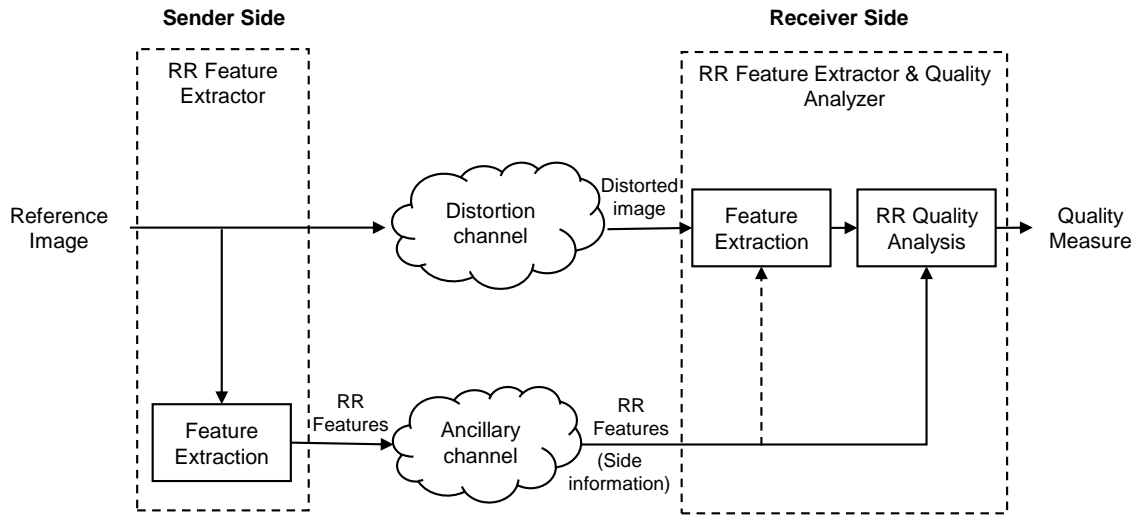 Sender Side
Receiver Side
RR Feature
Extractor
RR Feature Extractor & Quality
Analyzer
Reference
Image
Distortion
channel
Distorted
image
Feature
Extraction
RR Quality
Analysis
Quality
Measure
Feature
Extraction
RR
Features
Ancillary
channel
RR
Features
(Side
information)